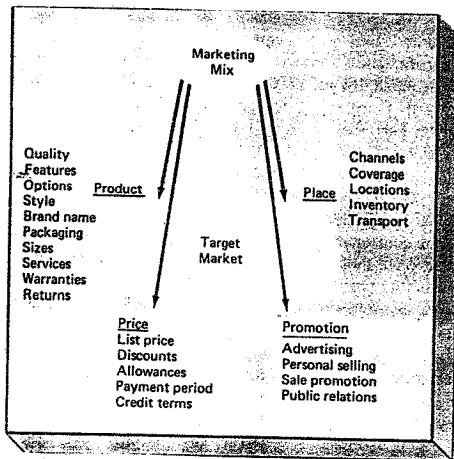 Marketing
Mix
Quality
Features
Options
Style
Brand name
Packaging
Sizes
Services
Warranties
Returns
Product
Channels
Coverage
Locations
Inventory
Transport
Place
Target
Market
Price
List price
Discounts
Allowances
Payment period
Credit terms
Promotion
Advertising
Personal selling
Sale promotion
Public relations